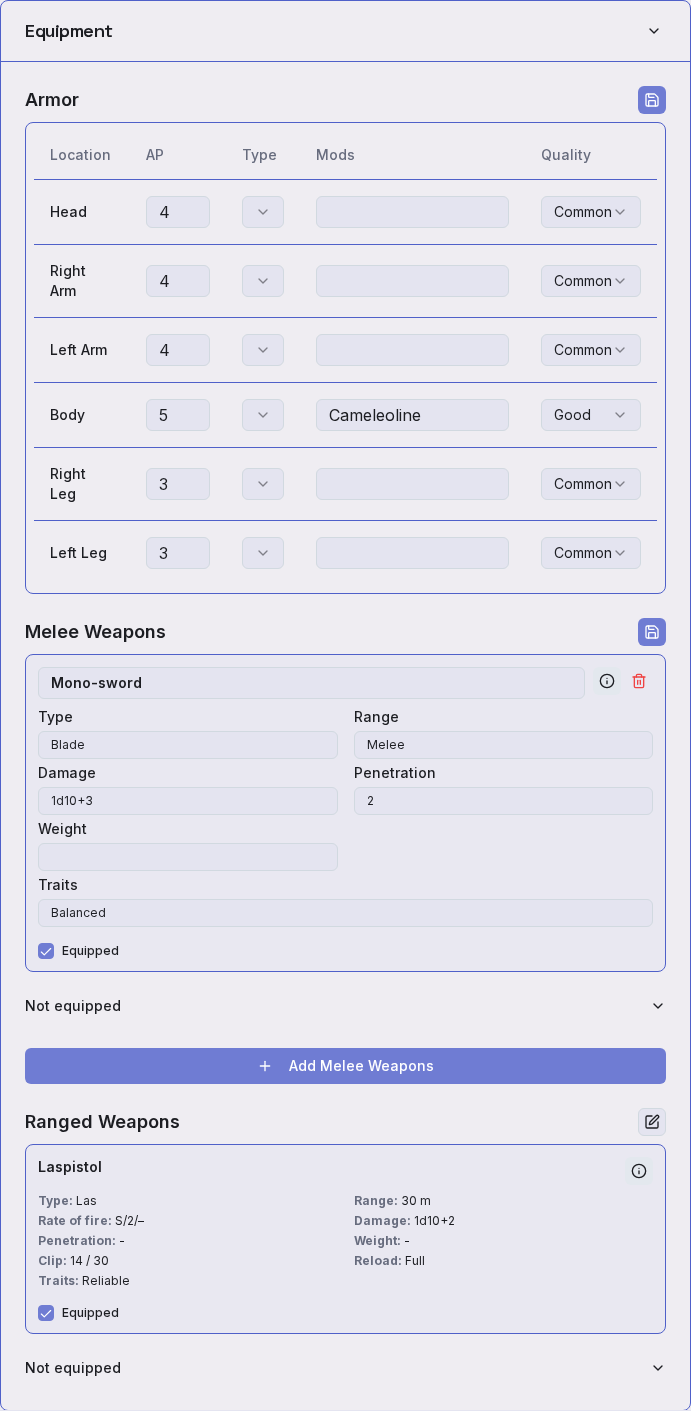 Equipment
Armor
Location AP Type Mods Quality
Head 4 Common
Right
Arm 4 Common
Left Arm 4 Common
Body 5 Cameleoline Good
Right
Leg 3 Common
Left Leg 3 Common
Melee Weapons
Mono-sword
Type Range
Blade Melee
Damage Penetration
1d10+3 2
Weight
Traits
Balanced
Equipped
Not equipped
Add Melee Weapons
Ranged Weapons
Laspistol
Type: Las Range: 30 m
Rate of fire: S/2/– Damage: 1d10+2
Penetration: - Weight: -
Clip: 14 / 30 Reload: Full
Traits: Reliable
Equipped
Not equipped